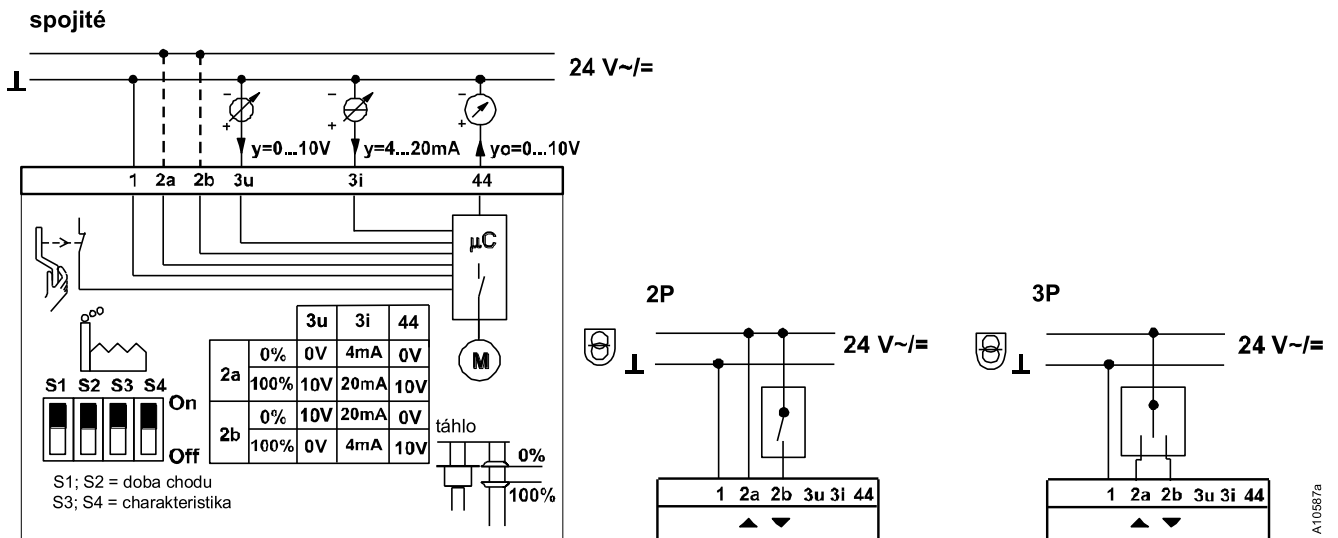 spojité
24 V~/=
⊥
− − −
+ + +
y=0...10V y=4...20mA yo=0...10V
1 2a 2b 3u 3i 44
µC
M
3u 3i 44
2a 0% 0V 4mA 0V
100% 10V 20mA 10V
2b 0% 10V 20mA 0V
100% 0V 4mA 10V
S1 S2 S3 S4
On
Off
S1; S2 = doba chodu
S3; S4 = charakteristika
táhlo
0%
100%
2P
24 V~/=
⊥
1 2a 2b 3u 3i 44
3P
24 V~/=
⊥
1 2a 2b 3u 3i 44
A10587a